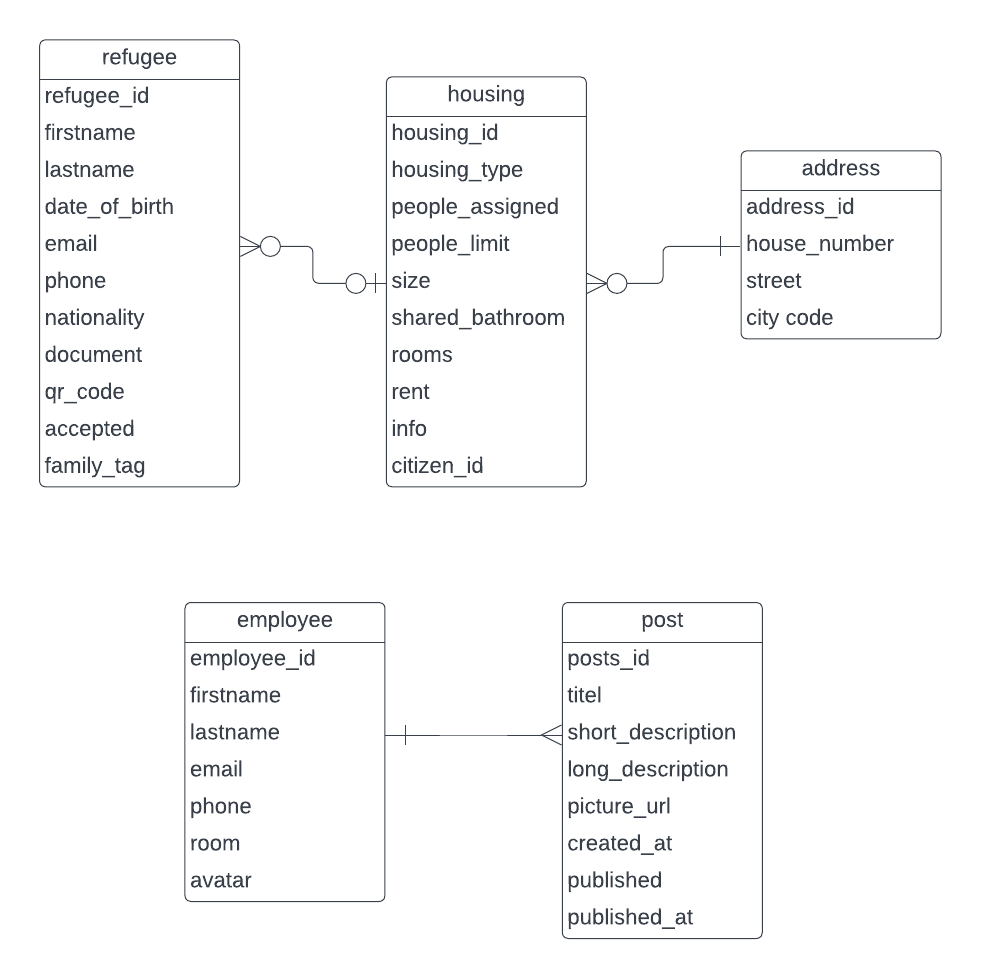 refugee
refugee_id
firstname
lastname
date_of_birth
email
phone
nationality
document
qr_code
accepted
family_tag
housing
housing_id
housing_type
people_assigned
people_limit
size
shared_bathroom
rooms
rent
info
citizen_id
address
address_id
house_number
street
city code
employee
employee_id
firstname
lastname
email
phone
room
avatar
post
posts_id
titel
short_description
long_description
picture_url
created_at
published
published_at